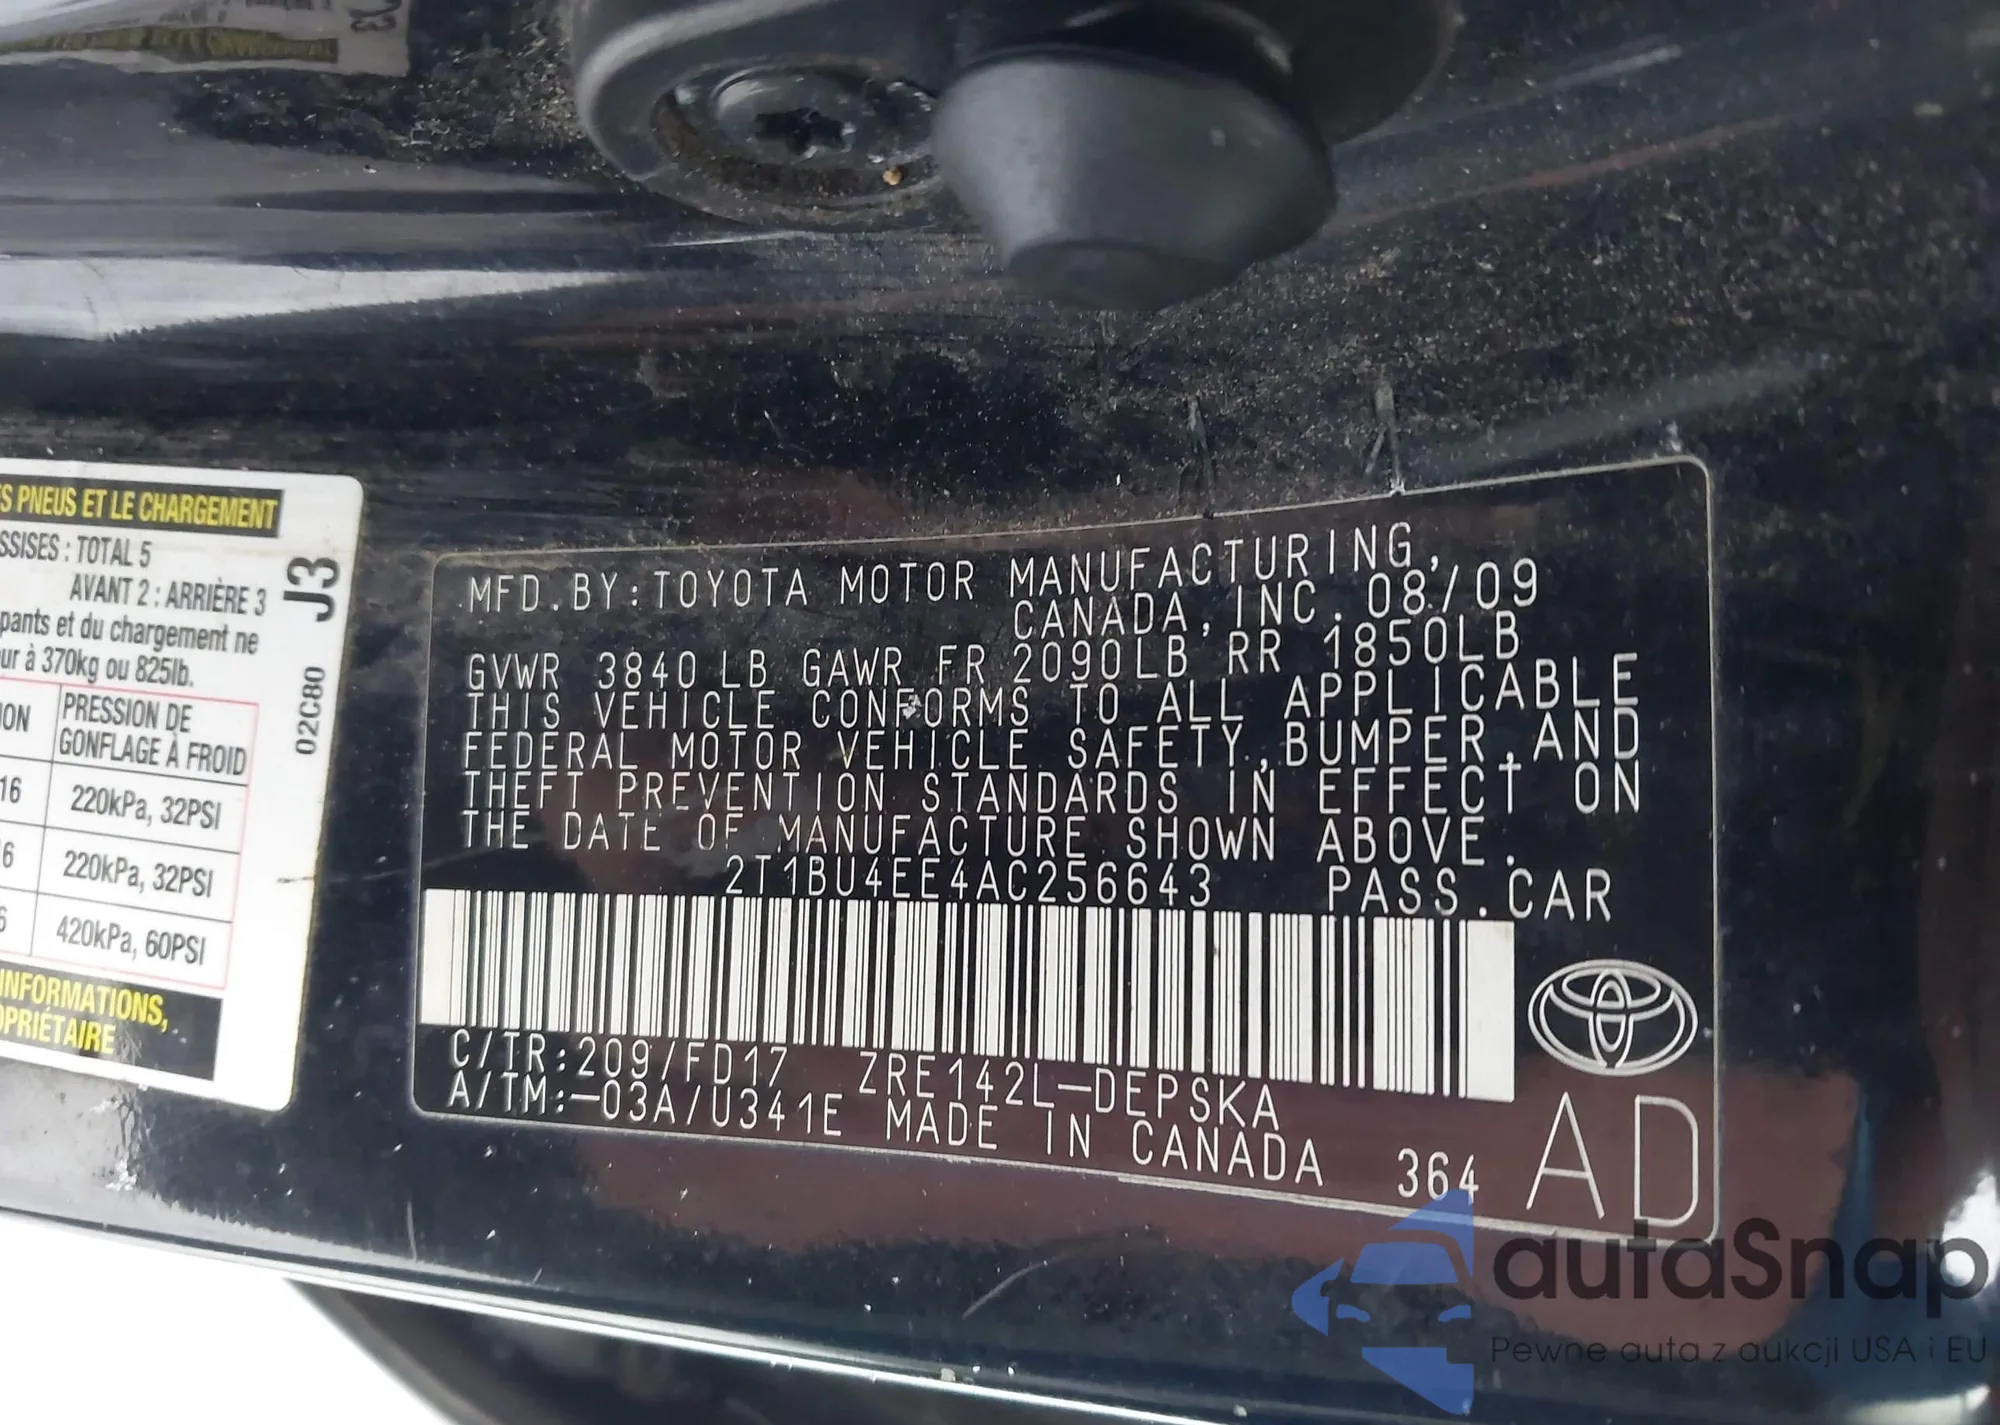 S PNEUS ET LE CHARGEMENT
SSISES : TOTAL 5
AVANT 2 : ARRIÈRE 3
pants et du chargement ne
ur à 370kg ou 825lb.
ION
PRESSION DE
GONFLAGE À FROID
16
220kPa, 32PSI
6
220kPa, 32PSI
6
420kPa, 60PSI
INFORMATIONS,
OPRIÉTAIRE
J3
02C80
MFD.BY:TOYOTA MOTOR MANUFACTURING,
CANADA,INC.08/09
GVWR 3840 LB GAWR FR 2090LB RR 1850LB
THIS VEHICLE CONFORMS TO ALL APPLICABLE
FEDERAL MOTOR VEHICLE SAFETY,BUMPER,AND
THEFT PREVENTION STANDARDS IN EFFECT ON
THE DATE OF MANUFACTURE SHOWN ABOVE.
2T1BU4EE4AC256643 PASS.CAR
C/TR:209/FD17 ZRE142L-DEPSKA
A/TM:-03A/U341E MADE IN CANADA 364
AD
autaSnap
Pewne auta z aukcji USA i EU